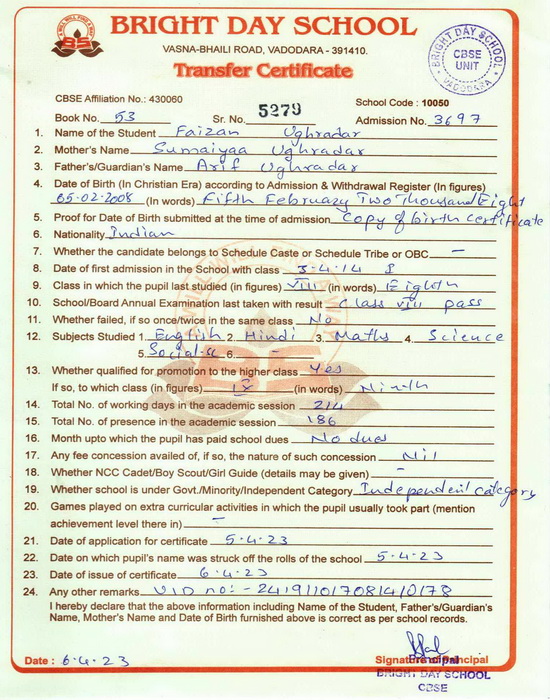 BRIGHT DAY SCHOOL
VASNA-BHAILI ROAD, VADODARA - 391410.
Transfer Certificate
BRIGHT DAY SCHOOL
CBSE
UNIT
VADODARA
CBSE Affiliation No.: 430060
School Code : 10050
Book No. 53 Sr. No. 5279 Admission No. 3697
1. Name of the Student Faizan Ughradar
2. Mother's Name Sumaiyaa Ughradar
3. Father's/Guardian's Name Arif Ughradar
4. Date of Birth (In Christian Era) according to Admission & Withdrawal Register (In figures)
05.02.2008 (In words) Fifth February Two Thousand Eight
5. Proof for Date of Birth submitted at the time of admission Copy of birth certificate
6. Nationality Indian
7. Whether the candidate belongs to Schedule Caste or Schedule Tribe or OBC -
8. Date of first admission in the School with class 3.4.14
9. Class in which the pupil last studied (in figures) VIII (in words) Eighth
10. School/Board Annual Examination last taken with result Class VIII pass
11. Whether failed, if so once/twice in the same class No
12. Subjects Studied 1. English 2. Hindi 3. Maths 4. Science
5. Social-sc 6. -
13. Whether qualified for promotion to the higher class Yes
If so, to which class (in figures) IX (in words) Ninth
14. Total No. of working days in the academic session 214
15. Total No. of presence in the academic session 186
16. Month upto which the pupil has paid school dues No dues
17. Any fee concession availed of, if so, the nature of such concession Nil
18. Whether NCC Cadet/Boy Scout/Girl Guide (details may be given) -
19. Whether school is under Govt./Minority/Independent Category Independent category
20. Games played on extra curricular activities in which the pupil usually took part (mention
achievement level there in) -
21. Date of application for certificate 5.4.23
22. Date on which pupil's name was struck off the rolls of the school 5.4.23
23. Date of issue of certificate 6.4.23
24. Any other remarks UID no:- 241911017081410178
I hereby declare that the above information including Name of the Student, Father's/Guardian's
Name, Mother's Name and Date of Birth furnished above is correct as per school records.
Date : 6.4.23
Signature Principal
Principal
BRIGHT DAY SCHOOL
CBSE